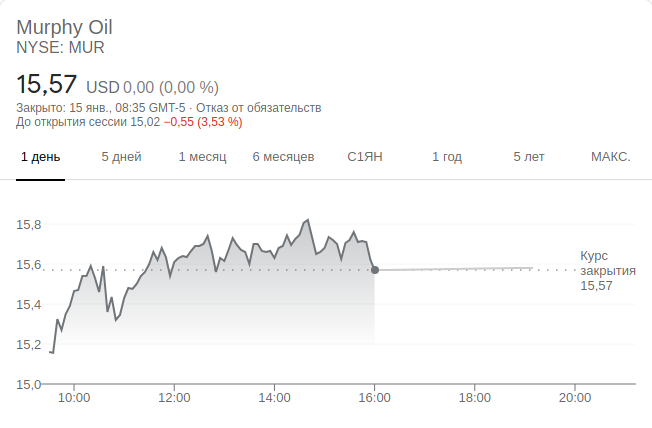 Murphy Oil
NYSE: MUR
15,57 USD 0,00 (0,00 %)
Закрыто: 15 янв., 08:35 GMT-5 · Отказ от обязательств
До открытия сессии 15,02 −0,55 (3,53 %)
1 день 5 дней 1 месяц 6 месяцев С1ЯН 1 год 5 лет МАКС.
15,8
15,6
15,4
15,2
15,0
Курс
закрытия
15,57
10:00 12:00 14:00 16:00 18:00 20:00